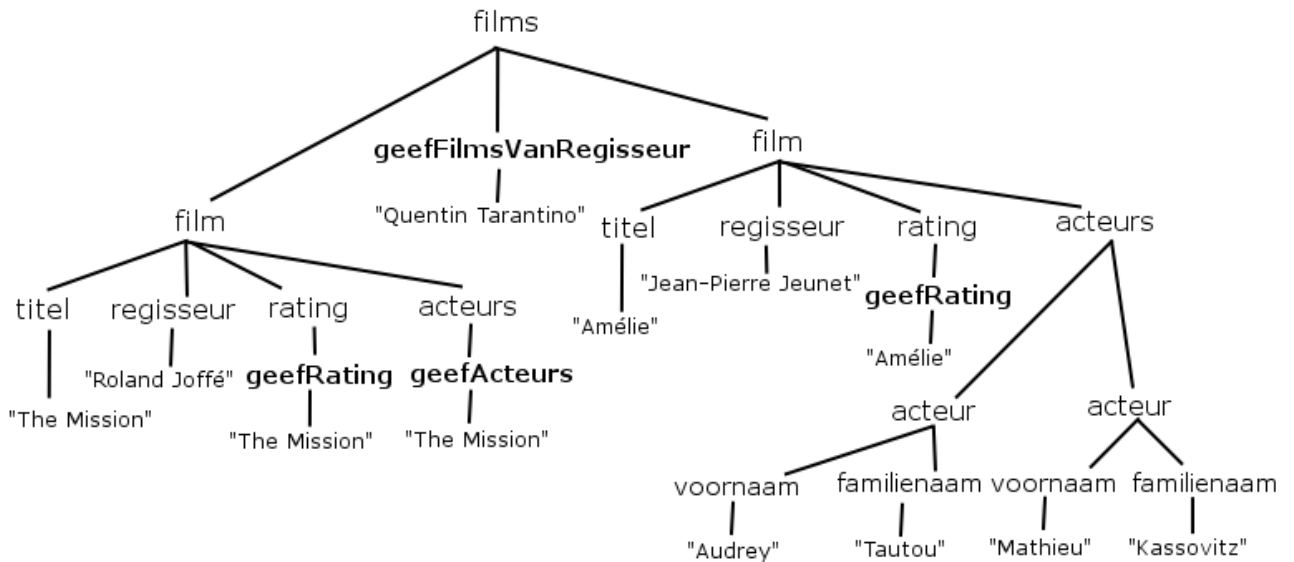 films
geefFilmsVanRegisseur
film
"Quentin Tarantino"
film
titel
regisseur
rating
acteurs
"Jean-Pierre Jeunet"
titel
regisseur
rating
acteurs
geefRating
"Amélie"
"Amélie"
"Roland Joffé"
geefRating
geefActeurs
"The Mission"
"The Mission"
"The Mission"
acteur
acteur
voornaam
familienaam
voornaam
familienaam
"Audrey"
"Tautou"
"Mathieu"
"Kassovitz"